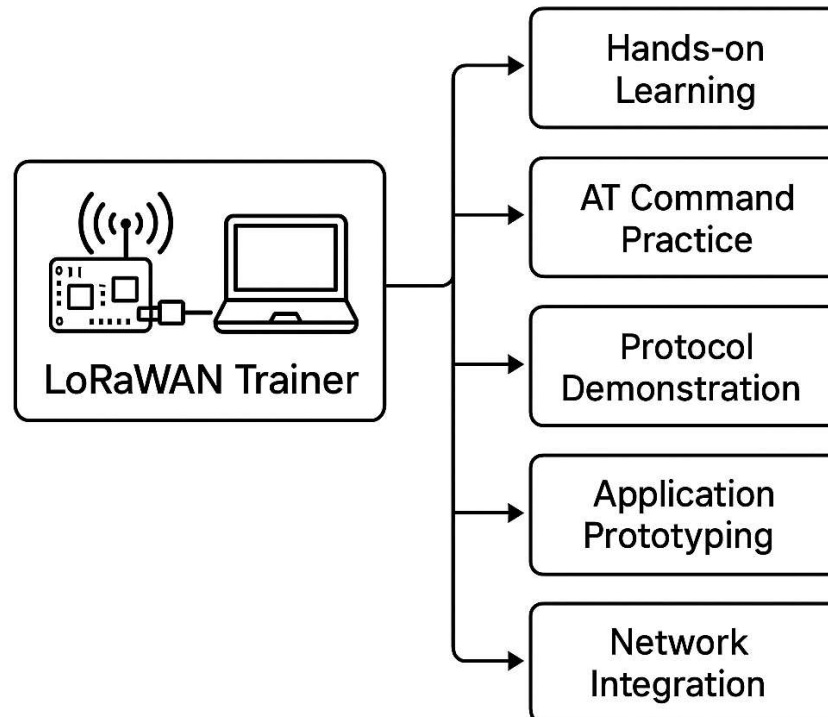 Hands-on
Learning
AT Command
Practice
LoRaWAN Trainer
Protocol
Demonstration
Application
Prototyping
Network
Integration